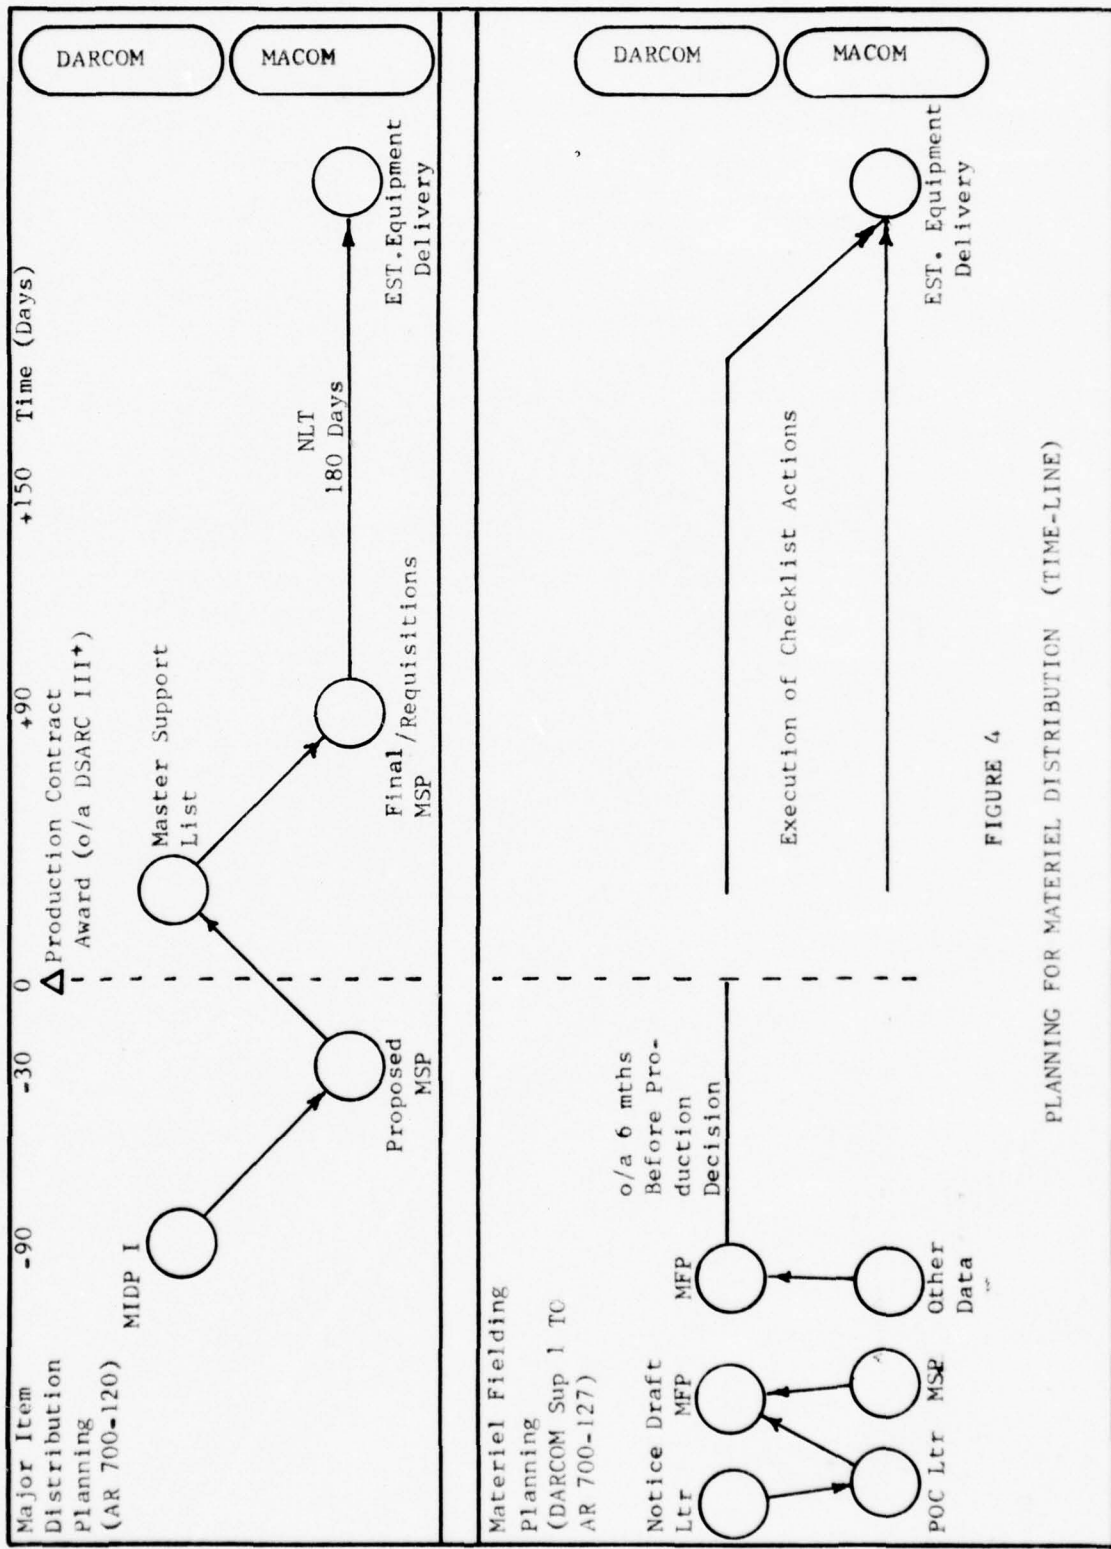 Major Item
Distribution
Planning
(AR 700-120)
-90
-30
0
+90
+150
Time (Days)
Production Contract
Award (o/a DSARC III+)
MIDP I
Proposed
MSP
Master Support
List
Final/Requisitions
MSP
NLT
180 Days
EST.Equipment
Delivery
DARCOM
MACOM
Materiel Fielding
Planning
(DARCOM Sup 1 TO
AR 700-127)
Notice Draft
Ltr MFP
MFP
POC Ltr
MSP
Other
Data
o/a 6 mths
Before Pro-
duction
Decision
Execution of Checklist Actions
EST. Equipment
Delivery
DARCOM
MACOM
FIGURE 4
PLANNING FOR MATERIEL DISTRIBUTION (TIME-LINE)